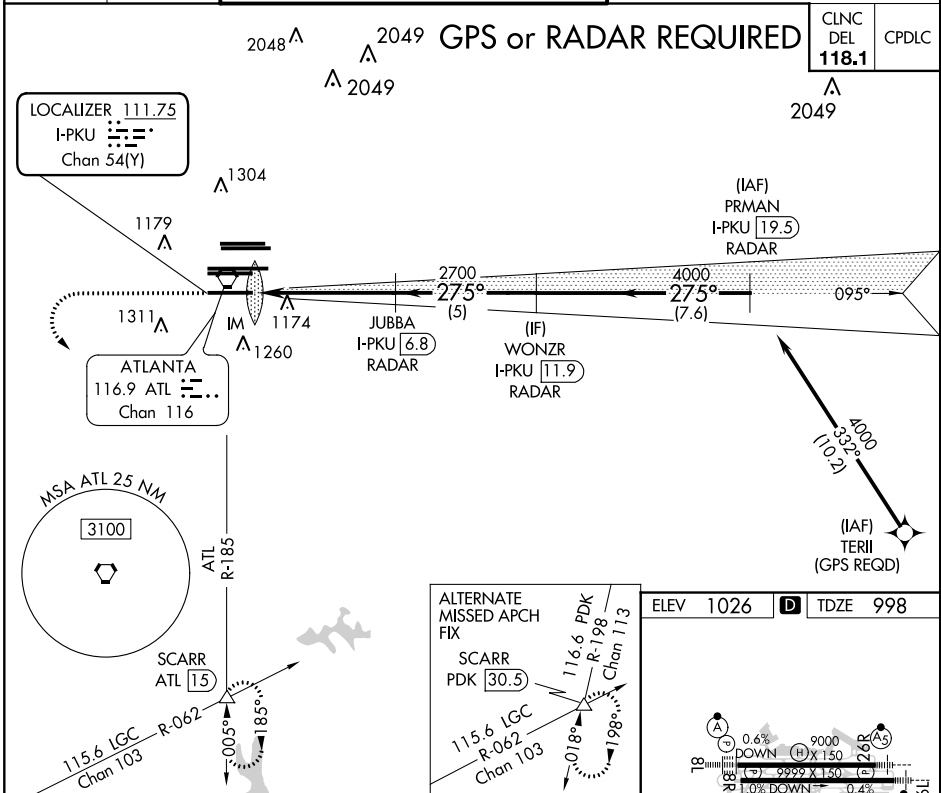 GPS or RADAR REQUIRED
CLNC
DEL
118.1
CPDLC
2048
2049
2049
2049
LOCALIZER 111.75
I-PKU
Chan 54(Y)
1304
1179
1311
IM
1260
1174
ATLANTA
116.9 ATL
Chan 116
(IAF)
PRMAN
I-PKU 19.5
RADAR
2700
275°
(5)
4000
275°
(7.6)
095°
JUBBA
I-PKU 6.8
RADAR
(IF)
WONZR
I-PKU 11.9
RADAR
4000
332°
(10.2)
(IAF)
TERII
(GPS REQD)
MSA ATL 25 NM
3100
ATL
R-185
SCARR
ATL 15
115.6 LGC
R-062
Chan 103
005°
185°
ALTERNATE
MISSED APCH
FIX
SCARR
PDK 30.5
116.6 PDK
R-198
Chan 113
115.6 LGC
R-062
Chan 103
018°
198°
ELEV 1026 D TDZE 998
A
P
0.6%
DOWN
H
9000
X 150
A5
8L
26R
8R
P
9999 X 150
P
1.0% DOWN
0.4%